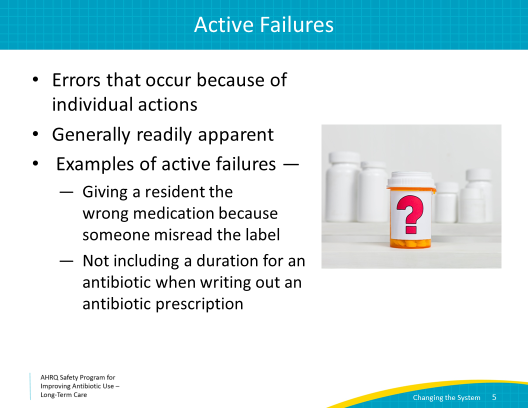 Active Failures
• Errors that occur because of
individual actions
• Generally readily apparent
• Examples of active failures —
— Giving a resident the
wrong medication because
someone misread the label
— Not including a duration for an
antibiotic when writing out an
antibiotic prescription
?
AHRQ Safety Program for
Improving Antibiotic Use –
Long-Term Care
Changing the System 5